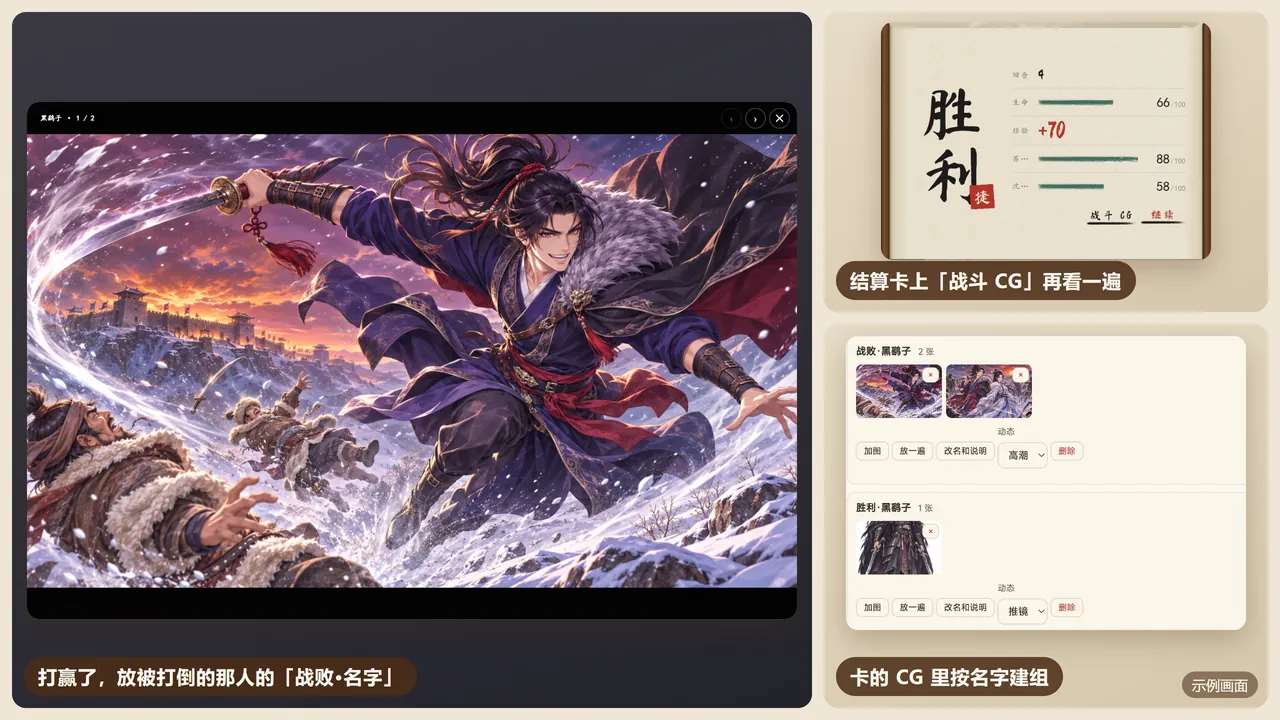 黑鹞子 · 1 / 2
打赢了，放被打倒的那人的「战败·名字」
胜利
捷
回合 4
生命 66/100
经验 +70
苏… 88/100
沈… 58/100
战斗 CG 继续
结算卡上「战斗 CG」再看一遍
战败·黑鹞子 2 张
动态
加图 放一遍 改名和说明 高潮 删除
胜利·黑鹞子 1 张
动态
加图 放一遍 改名和说明 推镜 删除
卡的 CG 里按名字建组
示例画面